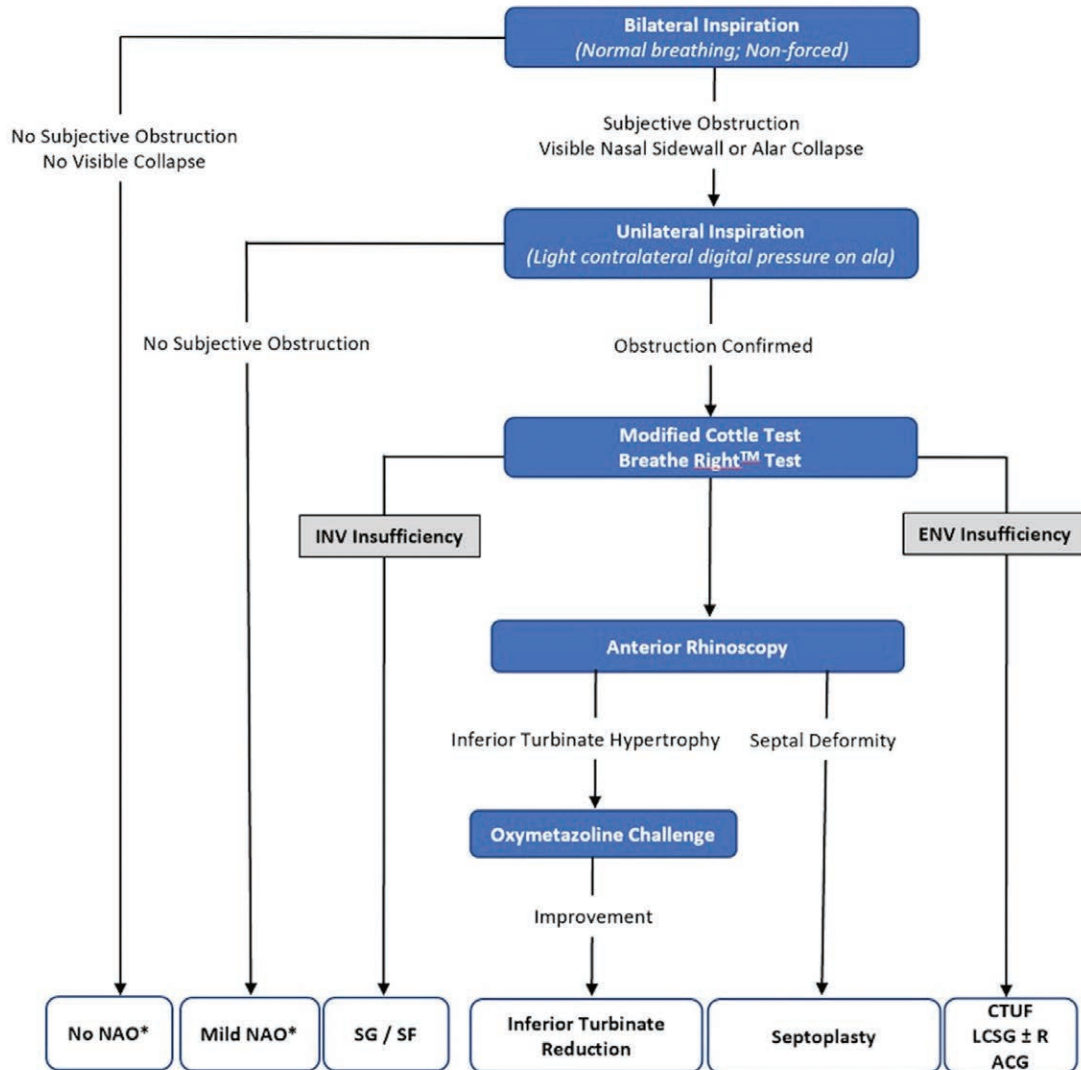 Bilateral Inspiration
(Normal breathing; Non-forced)
No Subjective Obstruction
No Visible Collapse
Subjective Obstruction
Visible Nasal Sidewall or Alar Collapse
Unilateral Inspiration
(Light contralateral digital pressure on ala)
No Subjective Obstruction
Obstruction Confirmed
Modified Cottle Test
Breathe Right™ Test
INV Insufficiency
ENV Insufficiency
Anterior Rhinoscopy
Inferior Turbinate Hypertrophy
Septal Deformity
Oxymetazoline Challenge
Improvement
No NAO*
Mild NAO*
SG / SF
Inferior Turbinate
Reduction
Septoplasty
CTUF
LCSG ± R
ACG